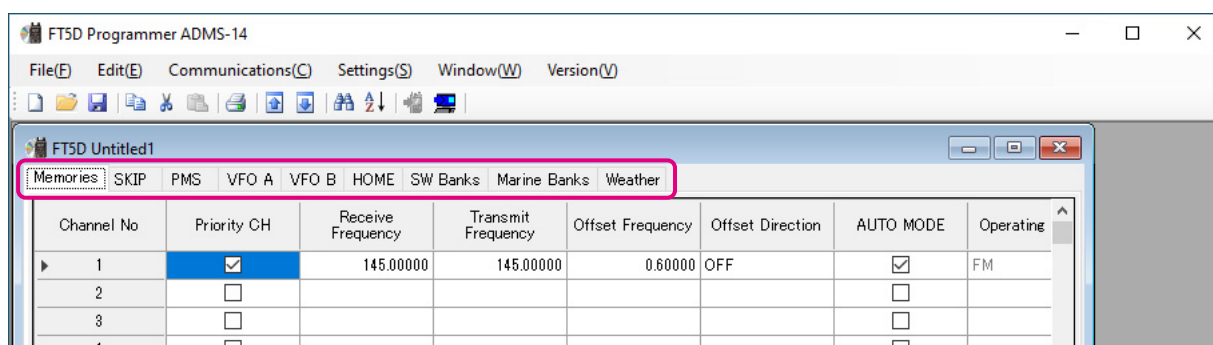 FT5D Programmer ADMS-14
File(F) Edit(E) Communications(C) Settings(S) Window(W) Version(V)
FT5D Untitled1
Memories SKIP PMS VFO A VFO B HOME SW Banks Marine Banks Weather
Channel No Priority CH Receive Frequency Transmit Frequency Offset Frequency Offset Direction AUTO MODE Operating
1 145.00000 145.00000 0.60000 OFF FM
2
3